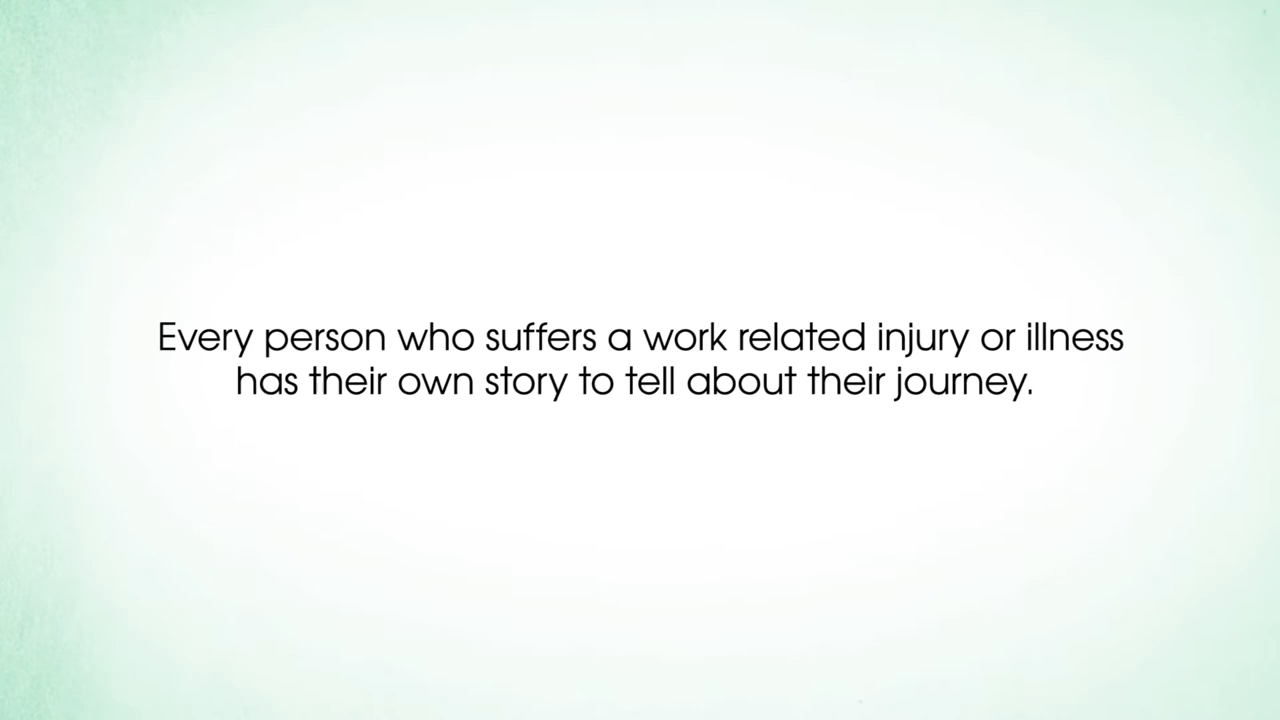 Every person who suffers a work related injury or illness
has their own story to tell about their journey.